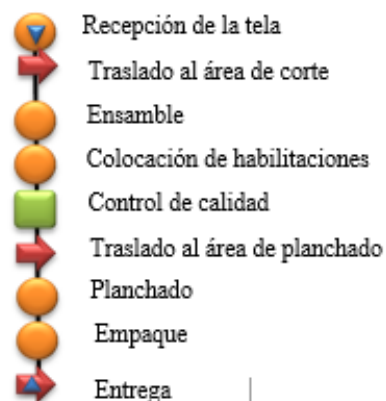 Recepción de la tela
Traslado al área de corte
Ensamble
Colocación de habilitaciones
Control de calidad
Traslado al área de planchado
Planchado
Empaque
Entrega